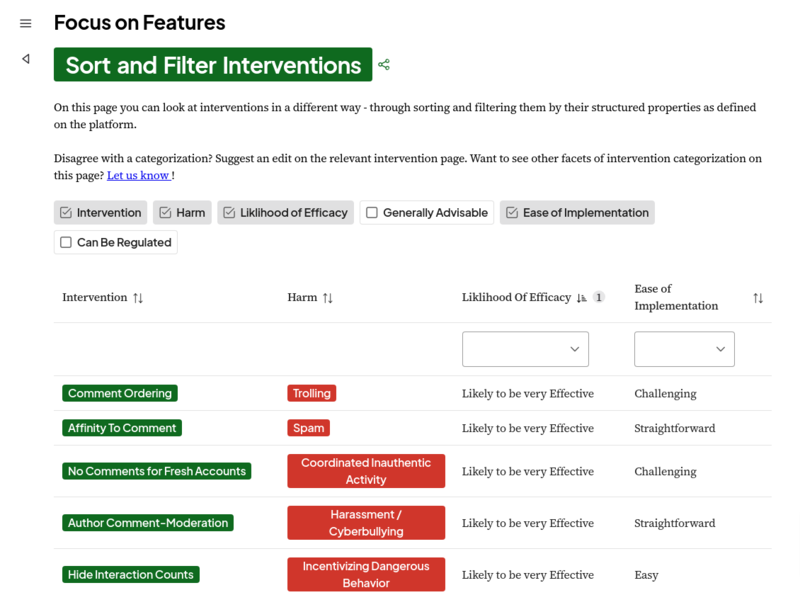 Focus on Features
Sort and Filter Interventions
On this page you can look at interventions in a different way - through sorting and filtering them by their structured properties as defined
on the platform.
Disagree with a categorization? Suggest an edit on the relevant intervention page. Want to see other facets of intervention categorization on
this page? Let us know !
Intervention Harm Liklihood of Efficacy Generally Advisable Ease of Implementation
Can Be Regulated
Intervention Harm Liklihood Of Efficacy 1 Ease of
Implementation
Comment Ordering Trolling Likely to be very Effective Challenging
Affinity To Comment Spam Likely to be very Effective Straightforward
No Comments for Fresh Accounts Coordinated Inauthentic
Activity Likely to be very Effective Challenging
Author Comment-Moderation Harassment /
Cyberbullying Likely to be very Effective Straightforward
Hide Interaction Counts Incentivizing Dangerous
Behavior Likely to be very Effective Easy